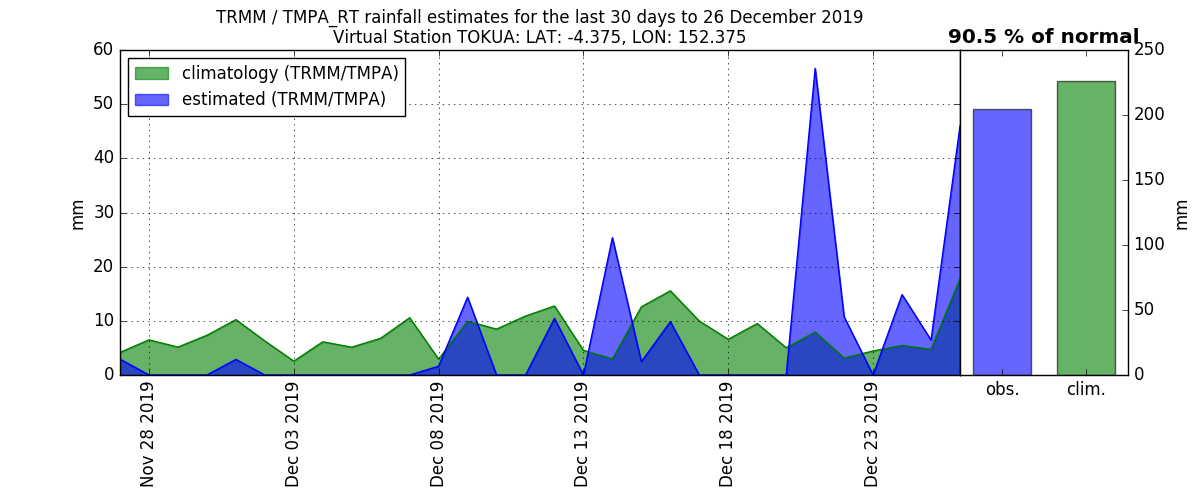 TRMM / TMPA_RT rainfall estimates for the last 30 days to 26 December 2019
Virtual Station TOKUA: LAT: -4.375, LON: 152.375
90.5 % of normal
climatology (TRMM/TMPA)
estimated (TRMM/TMPA)
60
50
40
30
20
10
0
mm
Nov 28 2019
Dec 03 2019
Dec 08 2019
Dec 13 2019
Dec 18 2019
Dec 23 2019
obs.
clim.
250
200
150
100
50
0
mm